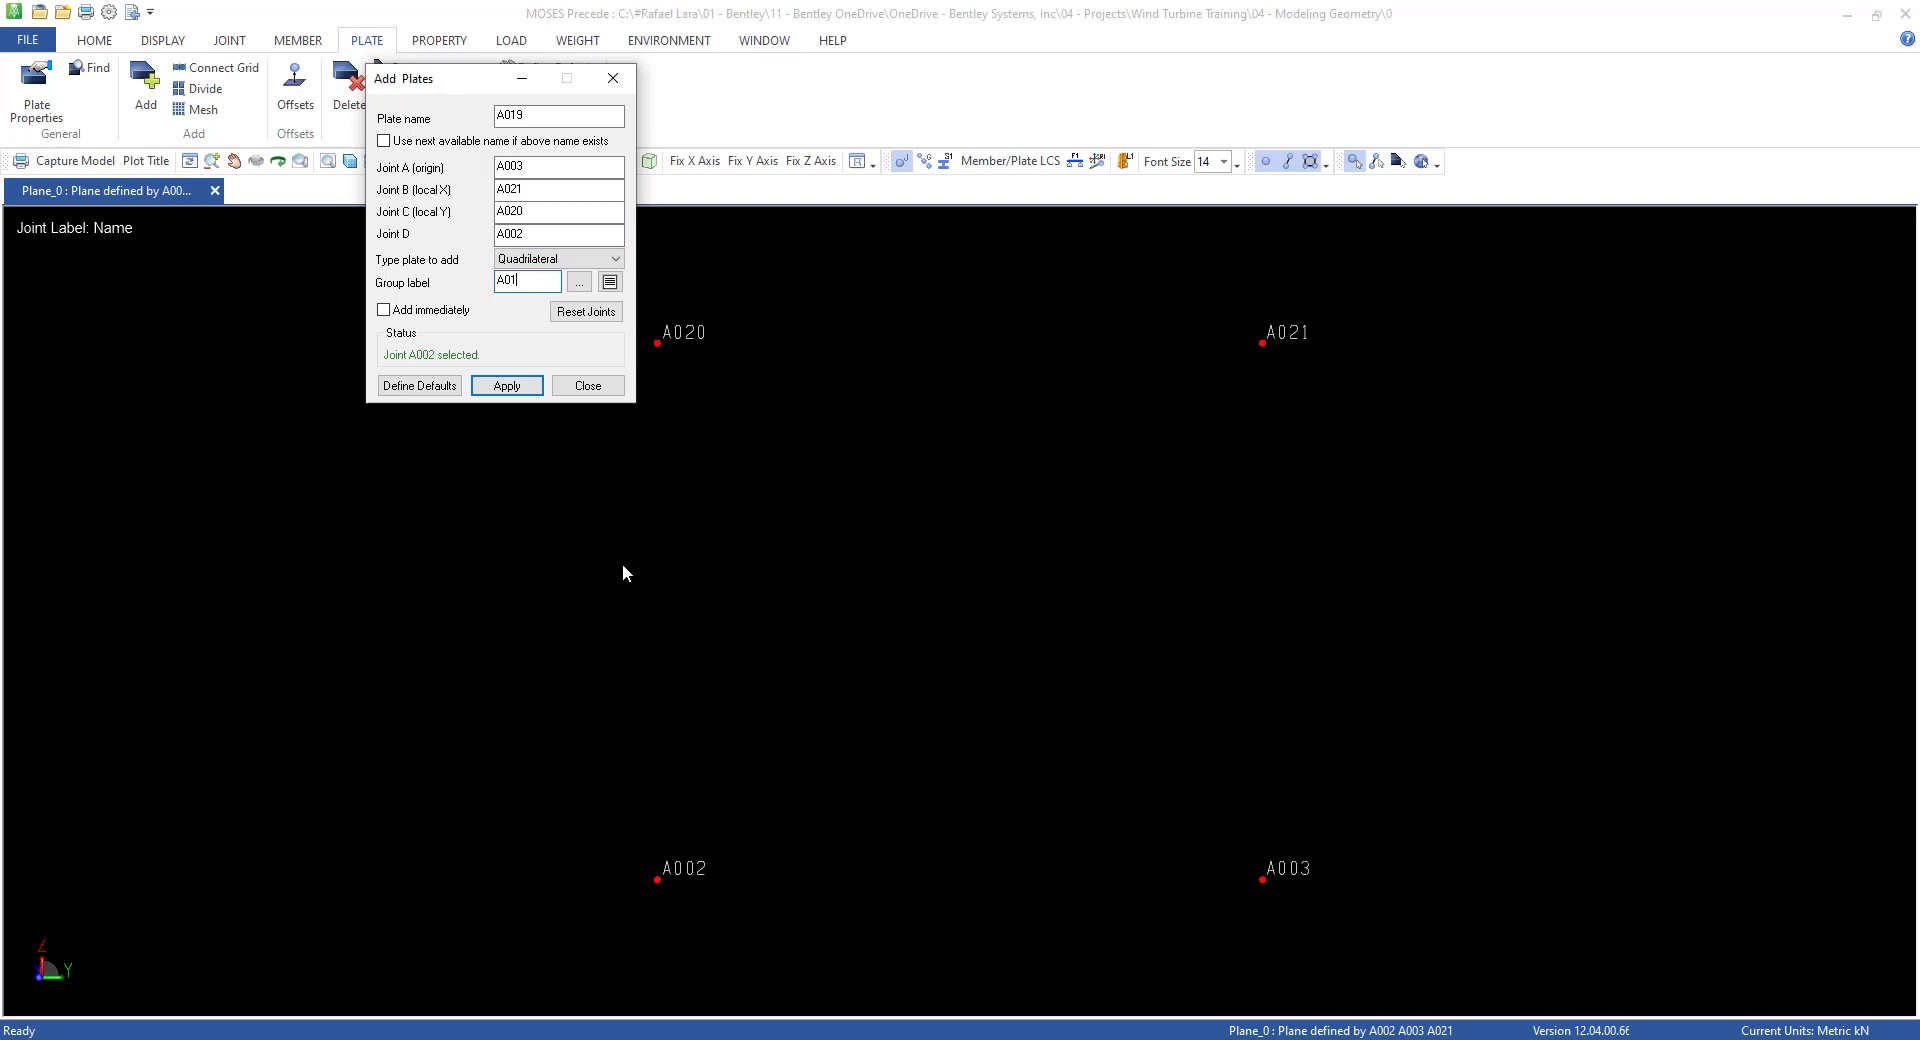 MOSES Precede : C:\#Rafael Lara\01 - Bentley\11 - Bentley OneDrive\OneDrive - Bentley Systems, Inc\04 - Projects\Wind Turbine Training\04 - Modeling Geometry\0
FILE HOME DISPLAY JOINT MEMBER PLATE PROPERTY LOAD WEIGHT ENVIRONMENT WINDOW HELP
Plate Properties
Find
General
Add
Connect Grid
Divide
Mesh
Add
Offsets
Offsets
Delete
Capture Model Plot Title Fix X Axis Fix Y Axis Fix Z Axis Member/Plate LCS Font Size 14
Plane_0 : Plane defined by A00...
Joint Label: Name
Add Plates
Plate name A019
Use next available name if above name exists
Joint A (origin) A003
Joint B (local X) A021
Joint C (local Y) A020
Joint D A002
Type plate to add Quadrilateral
Group label A01 ...
Add immediately Reset Joints
Status
Joint A002 selected.
Define Defaults Apply Close
A020 A021
A002 A003
Z
Y
Ready Plane_0 : Plane defined by A002 A003 A021 Version 12.04.00.66 Current Units: Metric kN